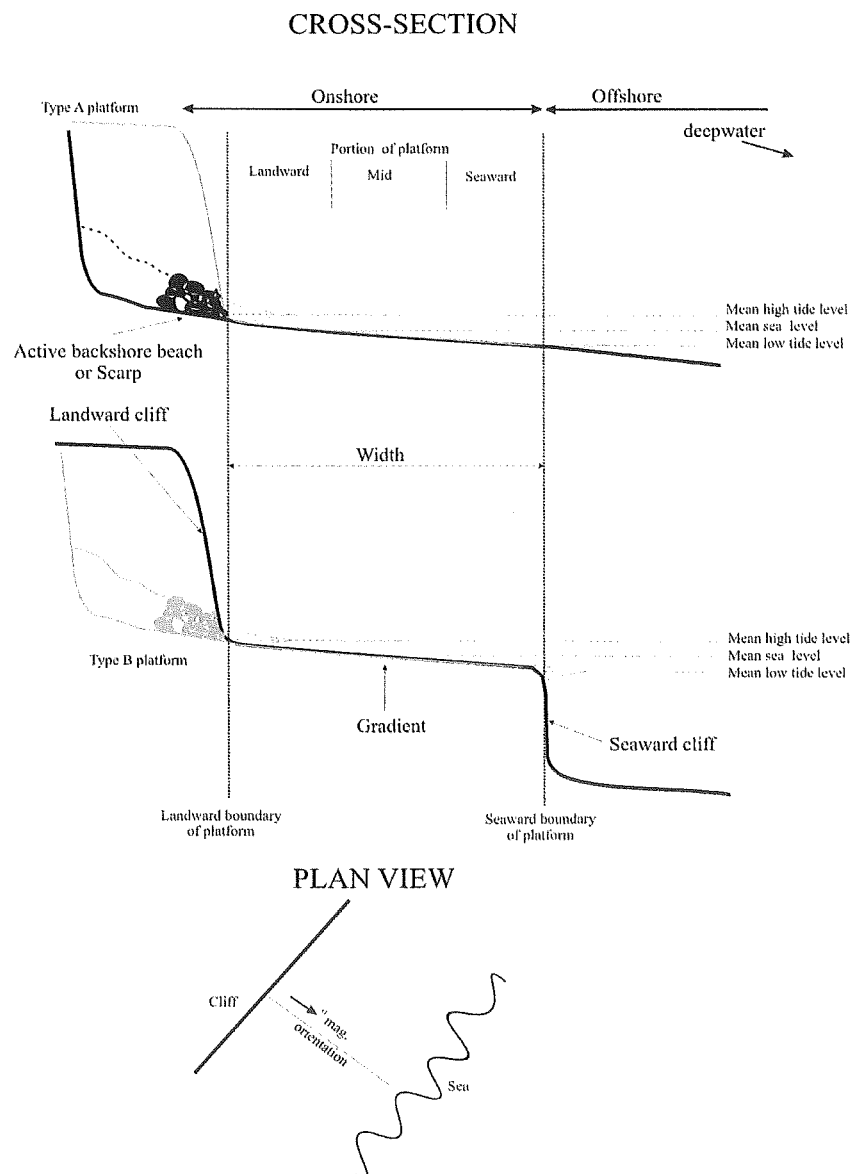 CROSS-SECTION
Onshore
Offshore
Type A platform
deepwater
Portion of platform
Landward
Mid
Seaward
Mean high tide level
Mean sea level
Mean low tide level
Active backshore beach
or Scarp
Landward cliff
Width
Mean high tide level
Mean sea level
Mean low tide level
Type B platform
Gradient
Seaward cliff
Landward boundary
of platform
Seaward boundary
of platform
PLAN VIEW
Cliff
°mag.
orientation
Sea